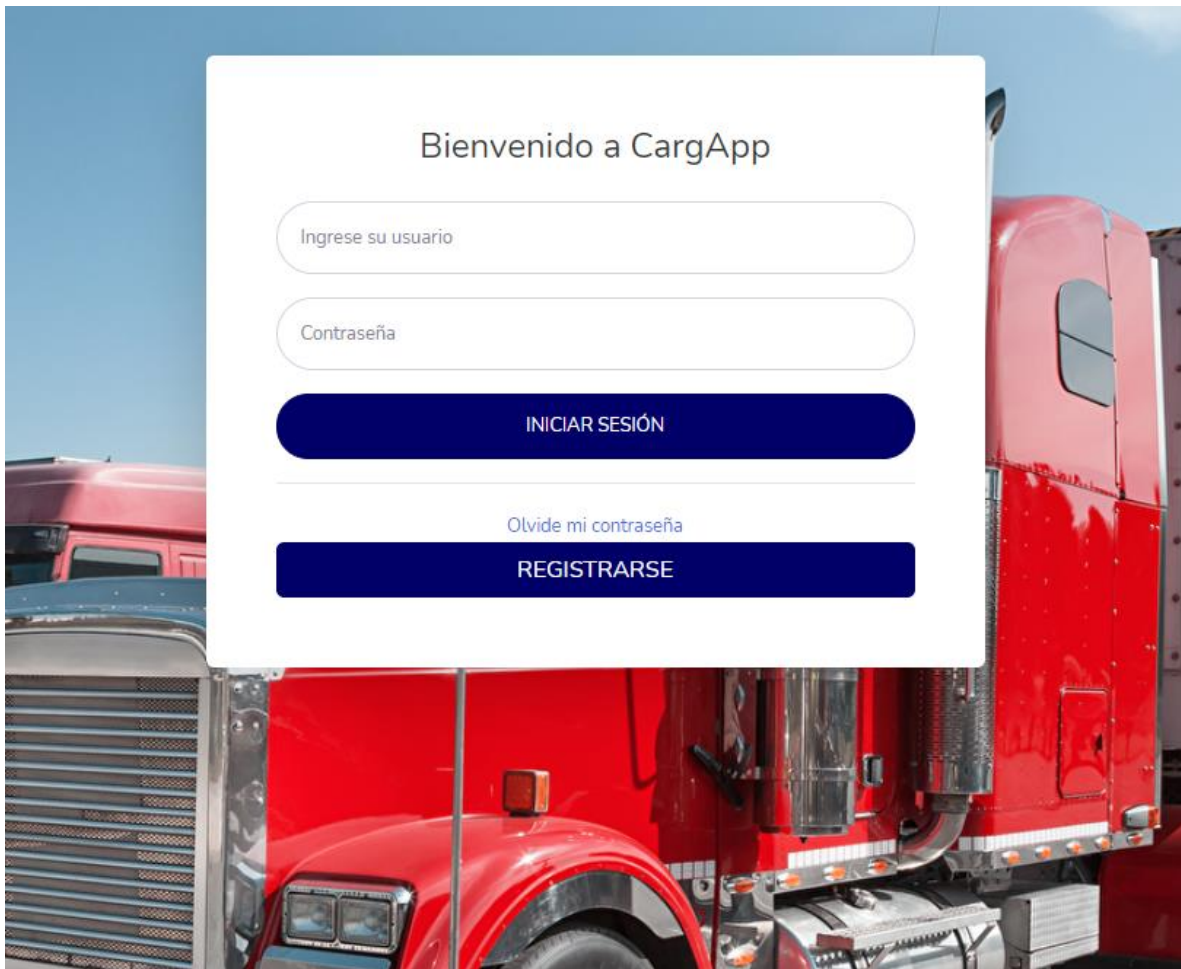 Bienvenido a CargApp
Ingrese su usuario
Contraseña
INICIAR SESIÓN
Olvide mi contraseña
REGISTRARSE